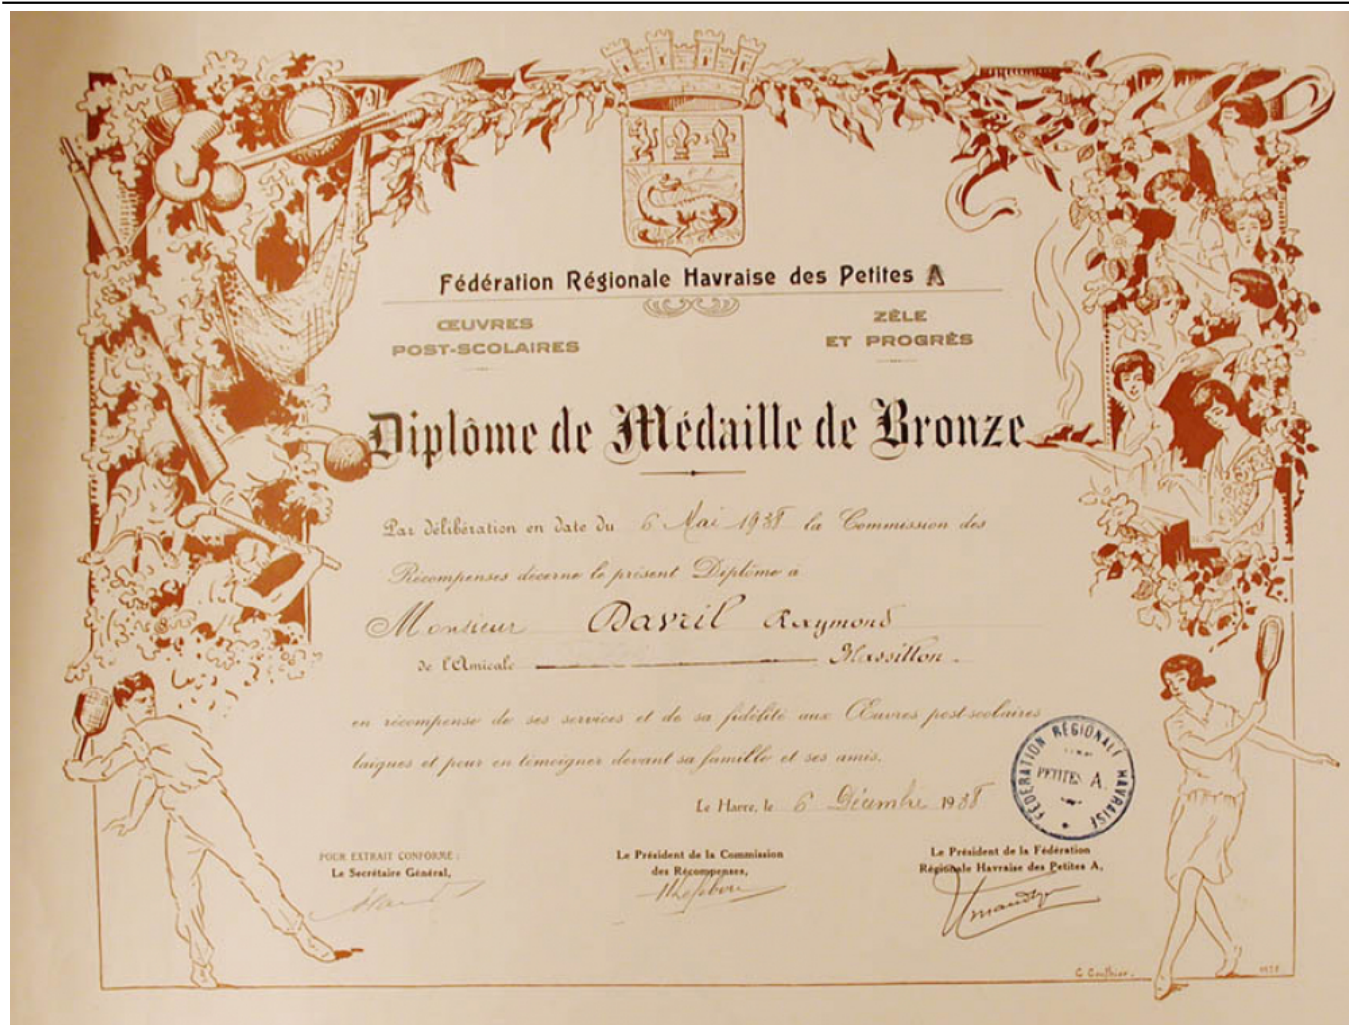 Fédération Régionale Havraise des Petites A
ŒUVRES
POST-SCOLAIRES
ZÈLE
ET PROGRÈS
Diplôme de Médaille de Bronze
Par délibération en date du 6 Mai 1938 la Commission des
Récompenses décerne le présent Diplôme à
Monsieur Davril Raymond
de l'Amicale Massillon
en récompense de ses services et de sa fidélité aux Œuvres post-scolaires
laïques et pour en témoigner devant sa famille et ses amis.
Le Havre, le 6 Décembre 1938
FÉDÉRATION RÉGIONALE HAVRAISE
PETITES A.
POUR EXTRAIT CONFORME :
Le Secrétaire Général,
Le Président de la Commission
des Récompenses,
Le Président de la Fédération
Régionale Havraise des Petites A,